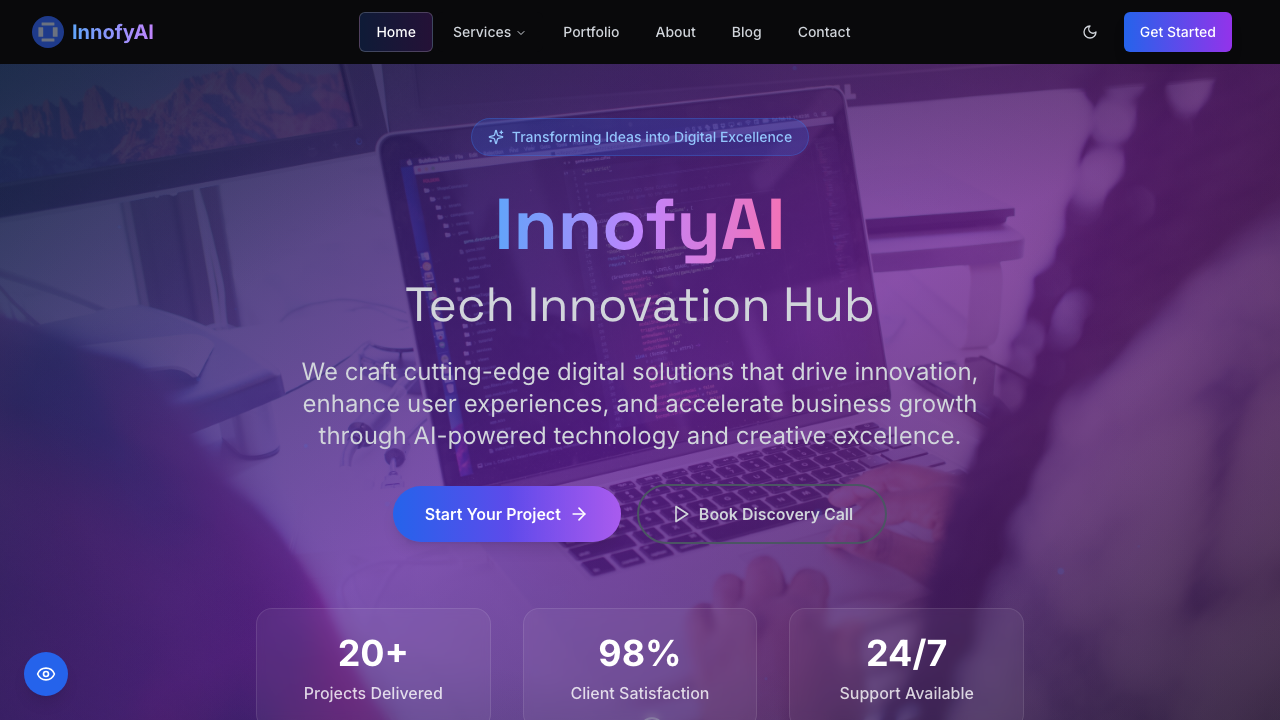 InnofyAI
Home
Services
Portfolio
About
Blog
Contact
Get Started
Transforming Ideas into Digital Excellence
InnofyAI
Tech Innovation Hub
We craft cutting-edge digital solutions that drive innovation,
enhance user experiences, and accelerate business growth
through AI-powered technology and creative excellence.
Start Your Project
Book Discovery Call
20+
98%
24/7
Projects Delivered
Client Satisfaction
Support Available